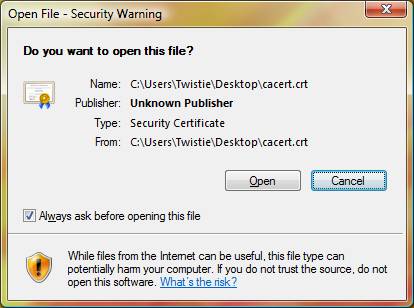 Open File - Security Warning
Do you want to open this file?
Name: C:\Users\Twistie\Desktop\cacert.crt
Publisher: Unknown Publisher
Type: Security Certificate
From: C:\Users\Twistie\Desktop\cacert.crt
Open Cancel
Always ask before opening this file
While files from the Internet can be useful, this file type can
potentially harm your computer. If you do not trust the source, do not
open this software. What's the risk?